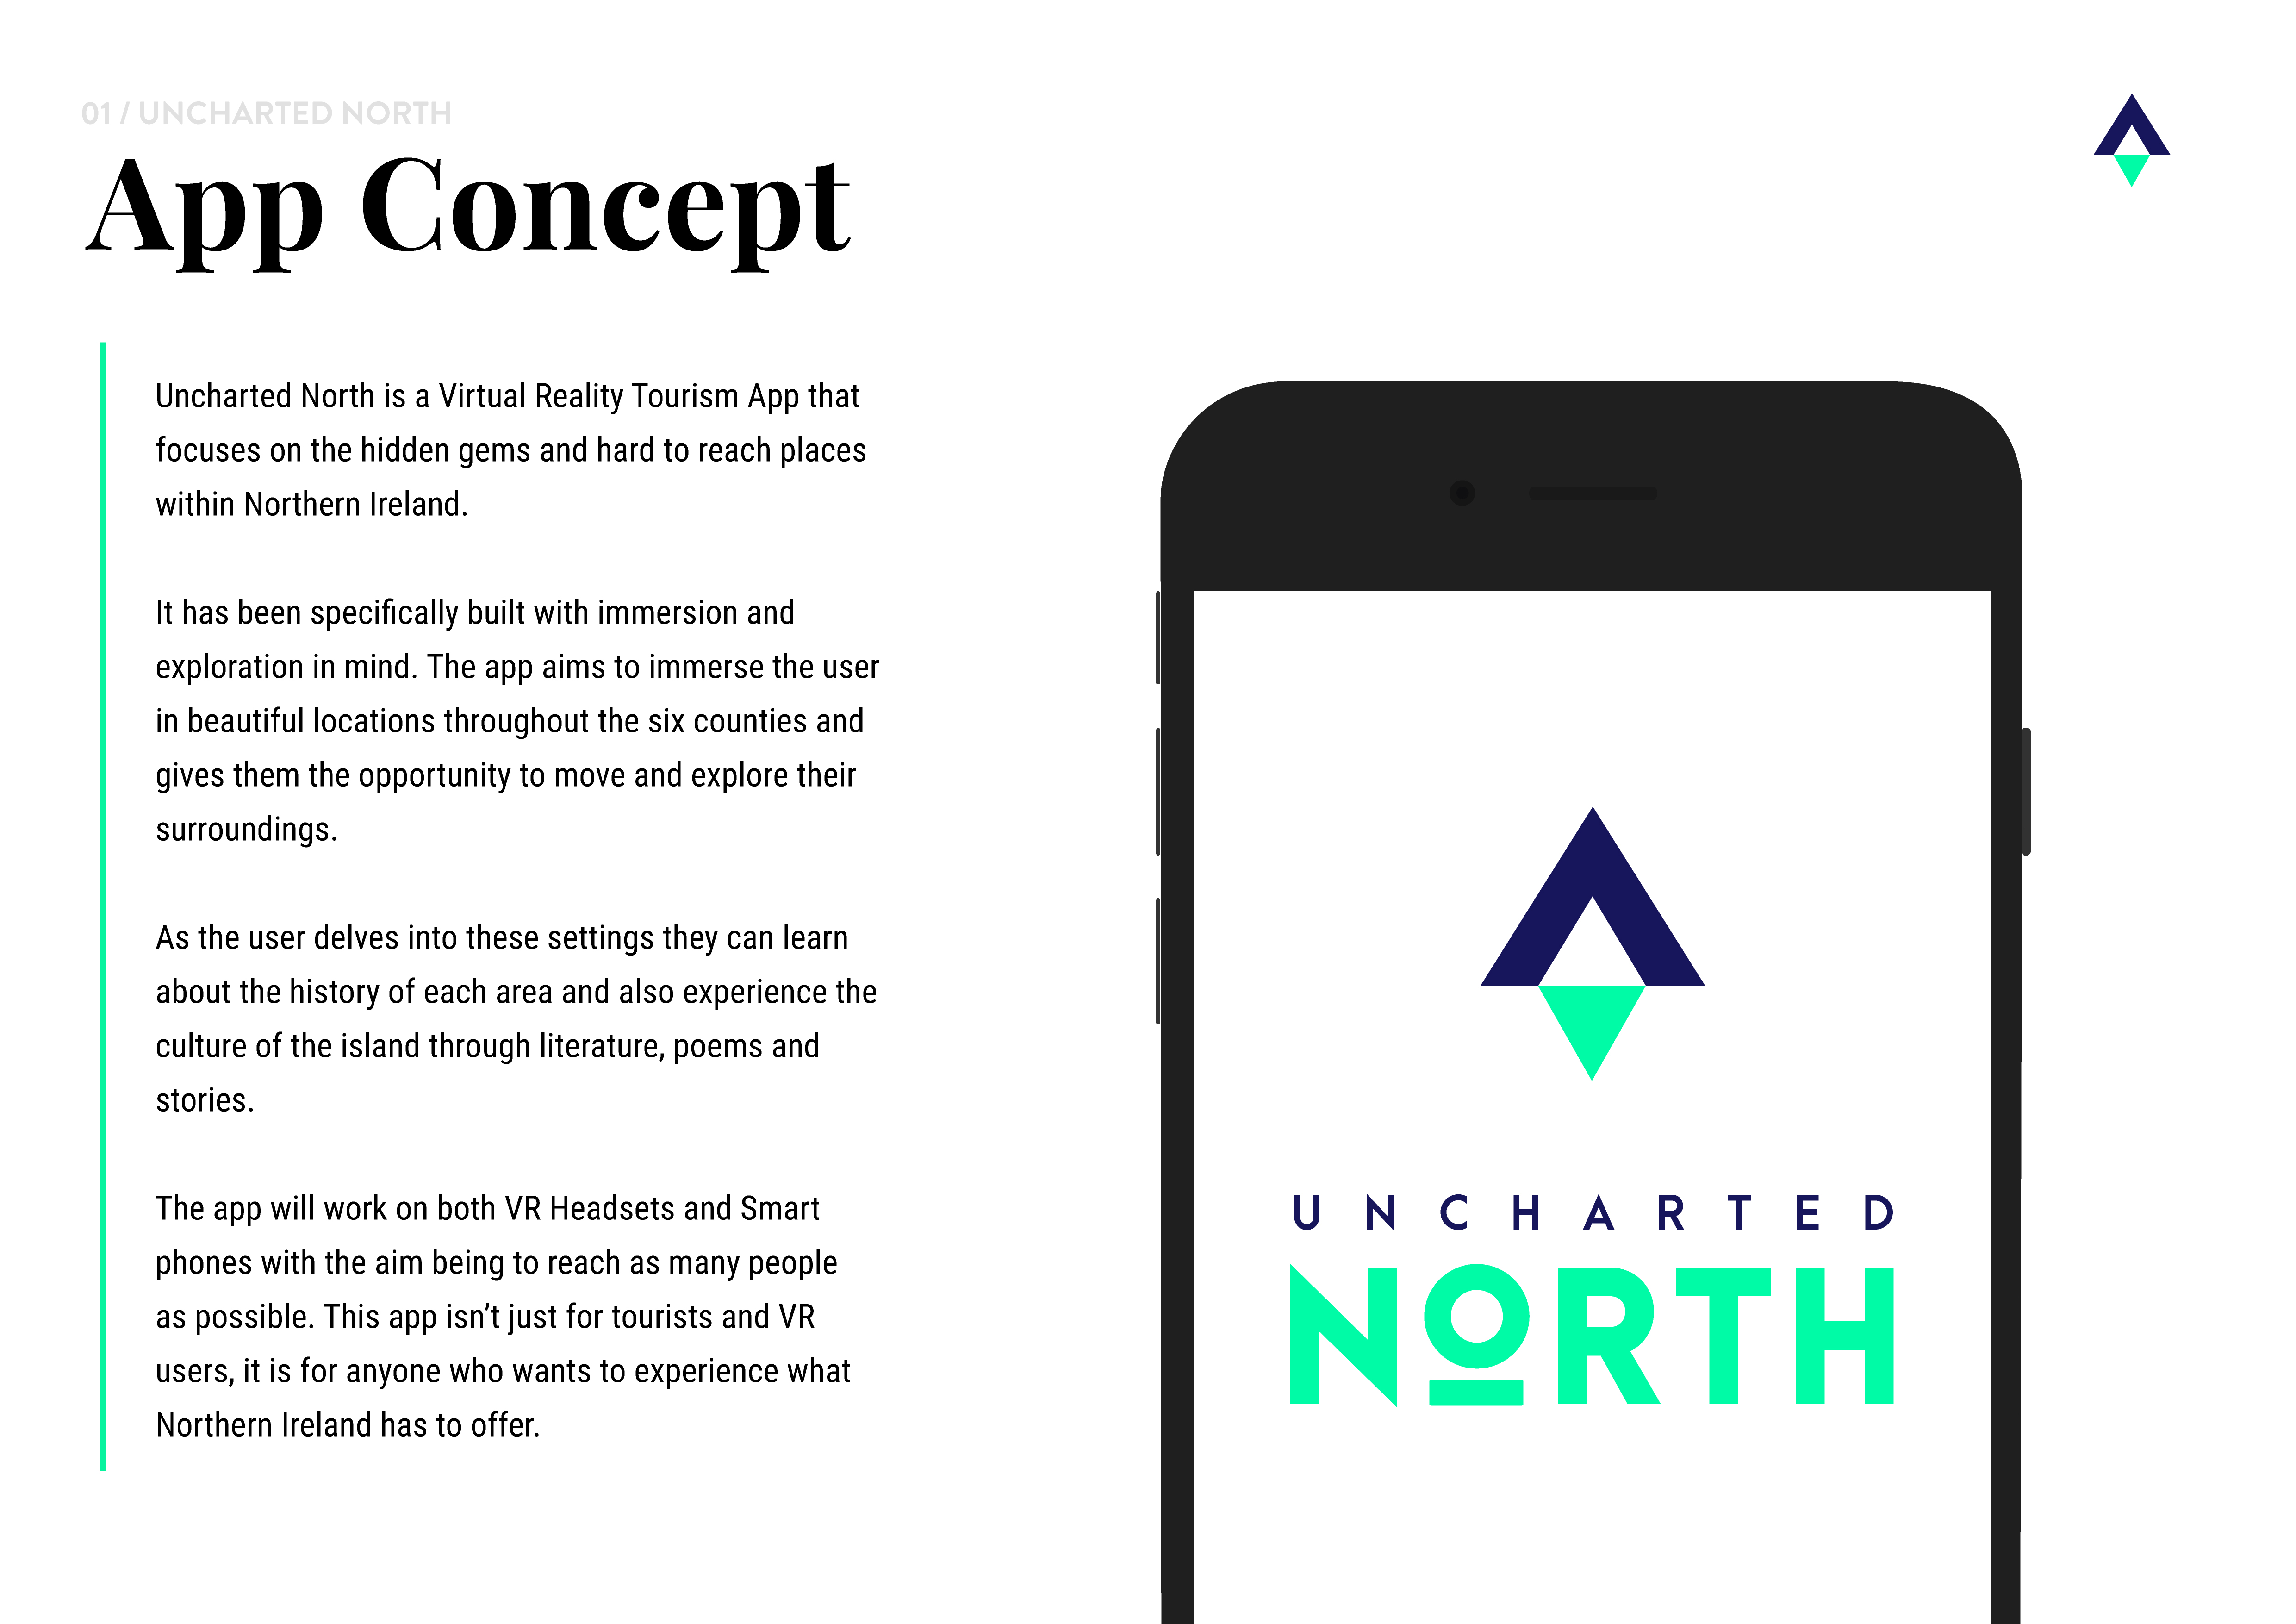 01 / UNCHARTED NORTH
App Concept
Uncharted North is a Virtual Reality Tourism App that
focuses on the hidden gems and hard to reach places
within Northern Ireland.
It has been specifically built with immersion and
exploration in mind. The app aims to immerse the user
in beautiful locations throughout the six counties and
gives them the opportunity to move and explore their
surroundings.
As the user delves into these settings they can learn
about the history of each area and also experience the
culture of the island through literature, poems and
stories.
The app will work on both VR Headsets and Smart
phones with the aim being to reach as many people
as possible. This app isn’t just for tourists and VR
users, it is for anyone who wants to experience what
Northern Ireland has to offer.
UNCHARTED
NORTH